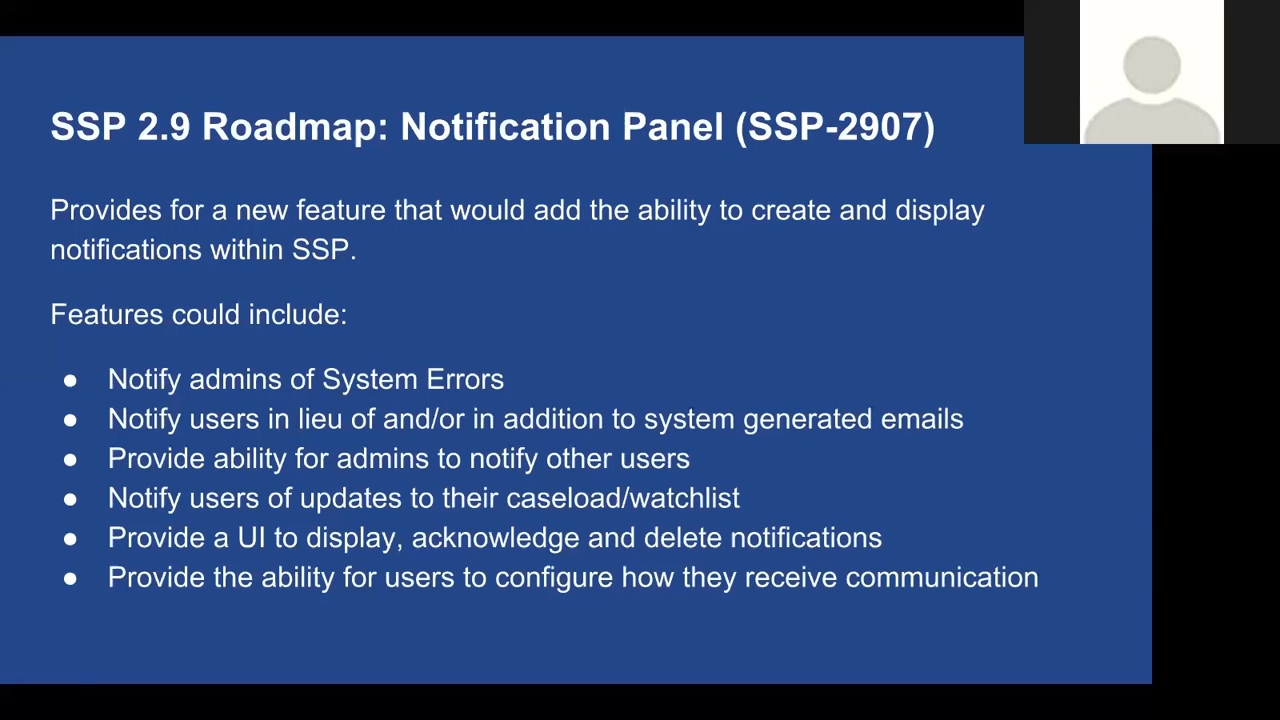 SSP 2.9 Roadmap: Notification Panel (SSP-2907)
Provides for a new feature that would add the ability to create and display
notifications within SSP.
Features could include:
● Notify admins of System Errors
● Notify users in lieu of and/or in addition to system generated emails
● Provide ability for admins to notify other users
● Notify users of updates to their caseload/watchlist
● Provide a UI to display, acknowledge and delete notifications
● Provide the ability for users to configure how they receive communication